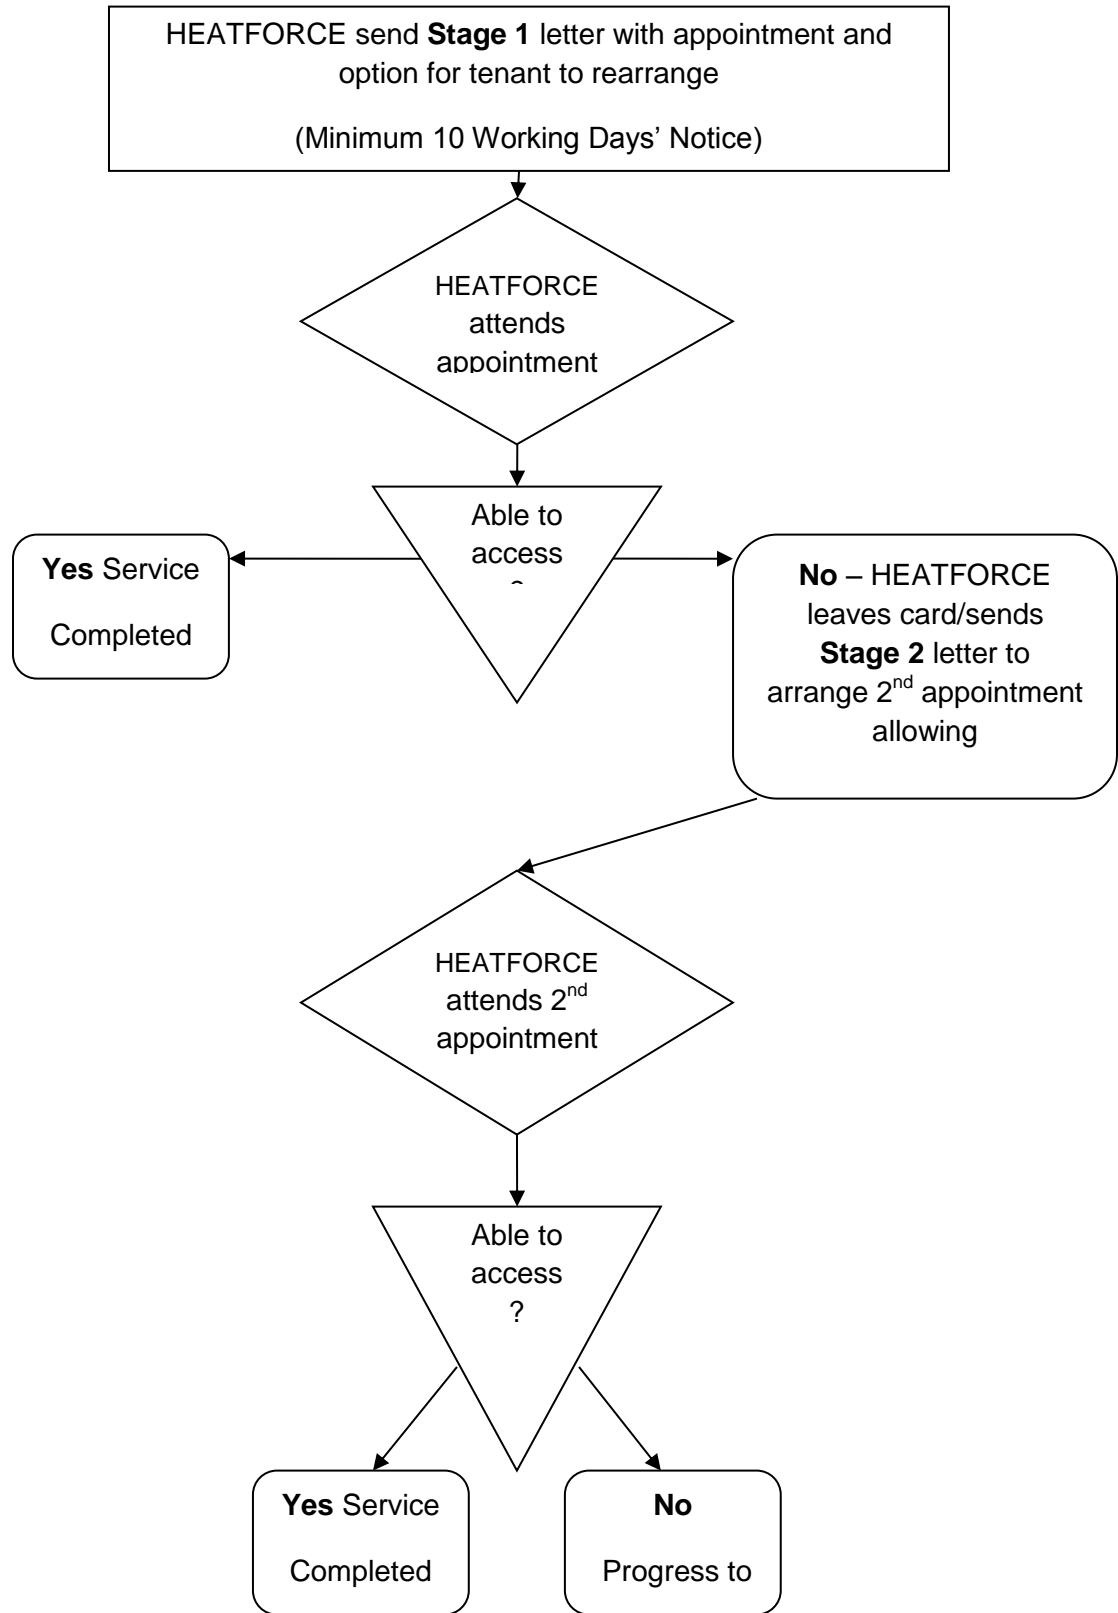 HEATFORCE send Stage 1 letter with appointment and
option for tenant to rearrange
(Minimum 10 Working Days' Notice)
HEATFORCE
attends
appointment
Able to
access
?
Yes Service
Completed
No – HEATFORCE
leaves card/sends
Stage 2 letter to
arrange 2nd appointment
allowing
HEATFORCE
attends 2nd
appointment
Able to
access
?
Yes Service
Completed
No
Progress to